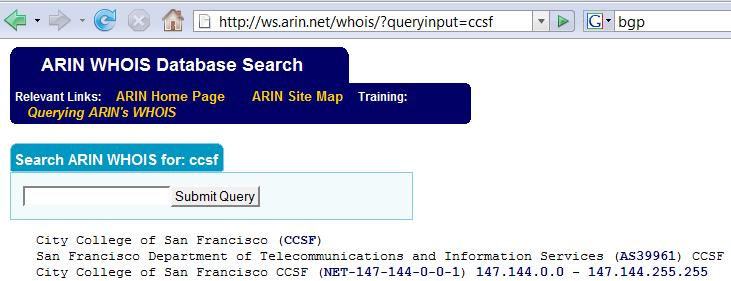 http://ws.arin.net/whois/?queryinput=ccsf
G bgp
ARIN WHOIS Database Search
Relevant Links: ARIN Home Page ARIN Site Map Training:
Querying ARIN's WHOIS
Search ARIN WHOIS for: ccsf
Submit Query
City College of San Francisco (CCSF)
San Francisco Department of Telecommunications and Information Services (AS39961) CCSF
City College of San Francisco CCSF (NET-147-144-0-0-1) 147.144.0.0 - 147.144.255.255